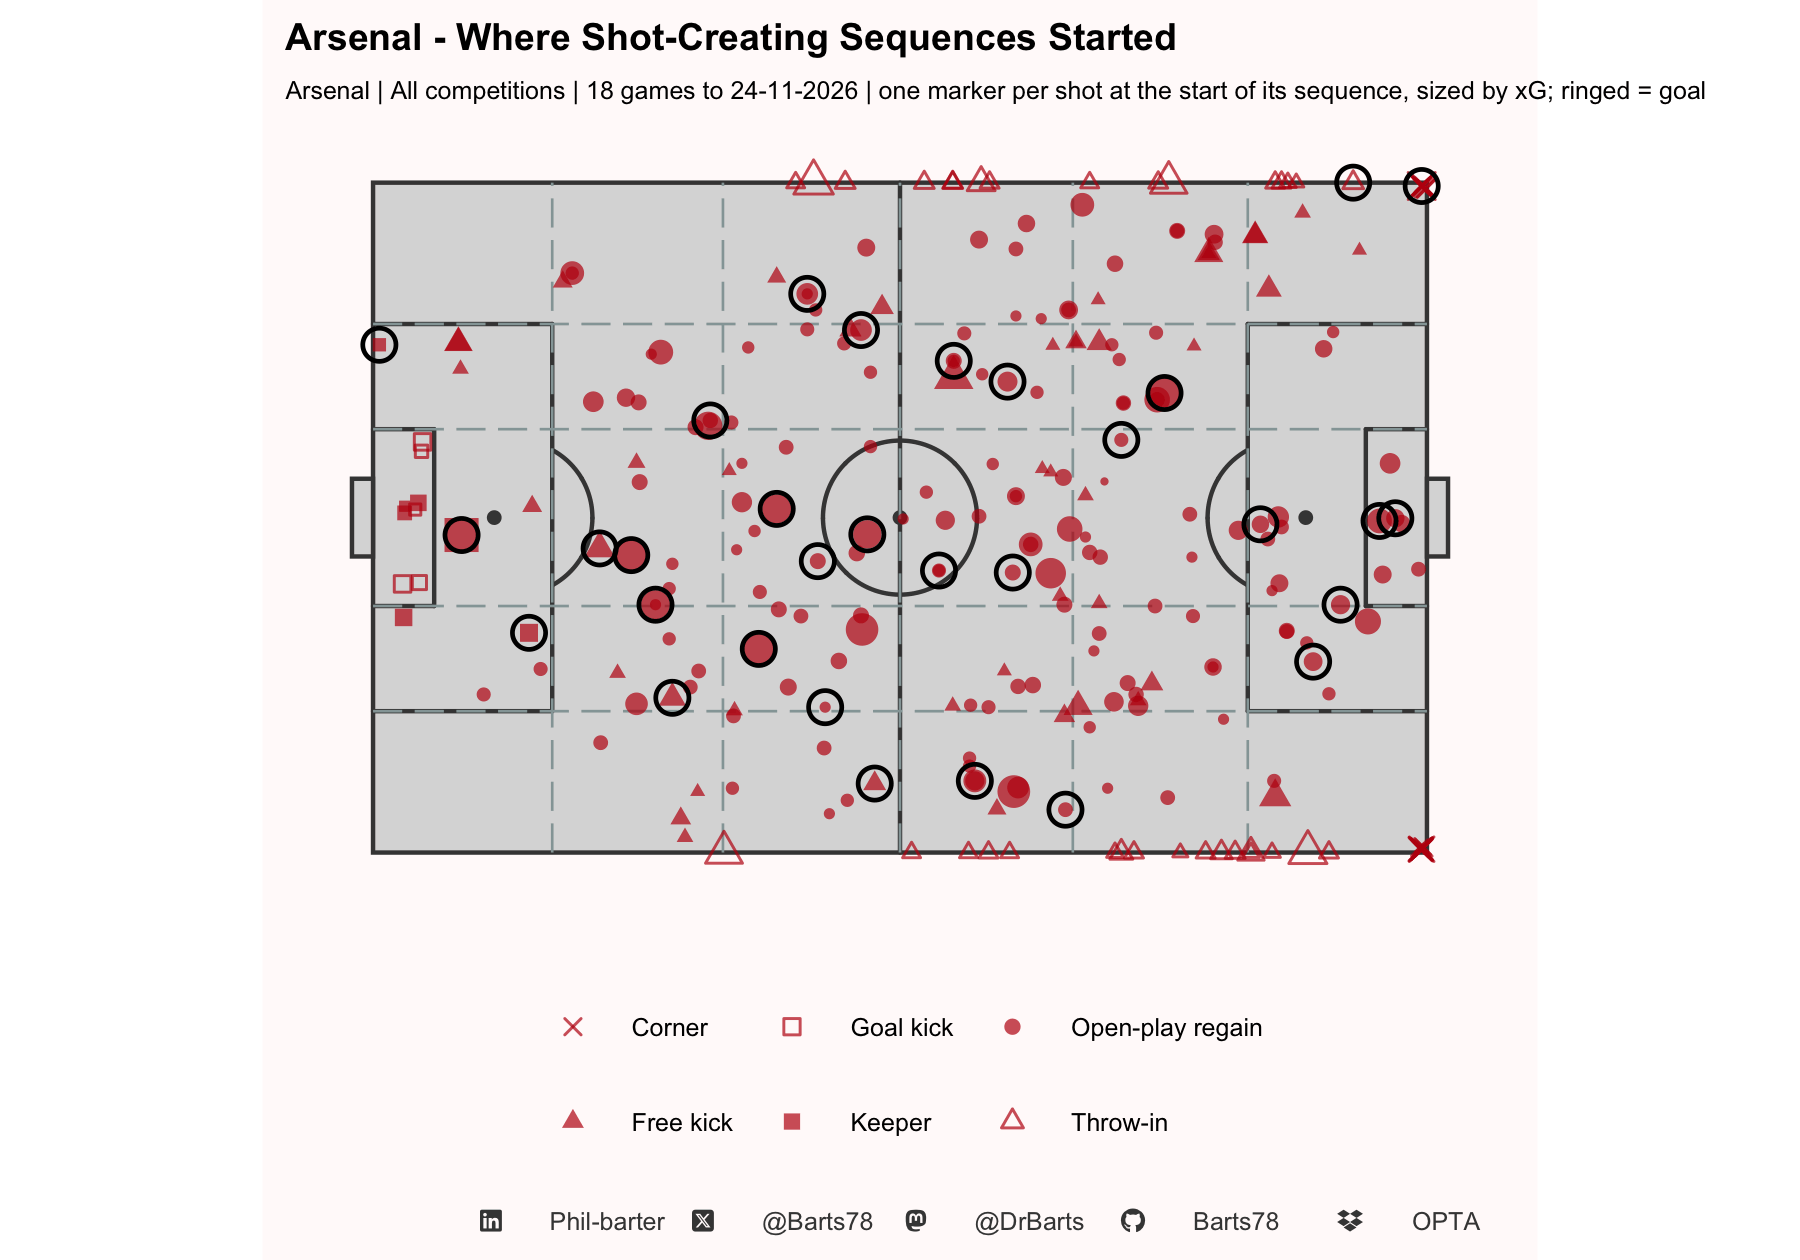 Arsenal - Where Shot-Creating Sequences Started
Arsenal | All competitions | 18 games to 24-11-2026 | one marker per shot at the start of its sequence, sized by xG; ringed = goal
Corner
Goal kick
Open-play regain
Free kick
Keeper
Throw-in
Phil-barter
@Barts78
@DrBarts
Barts78
OPTA